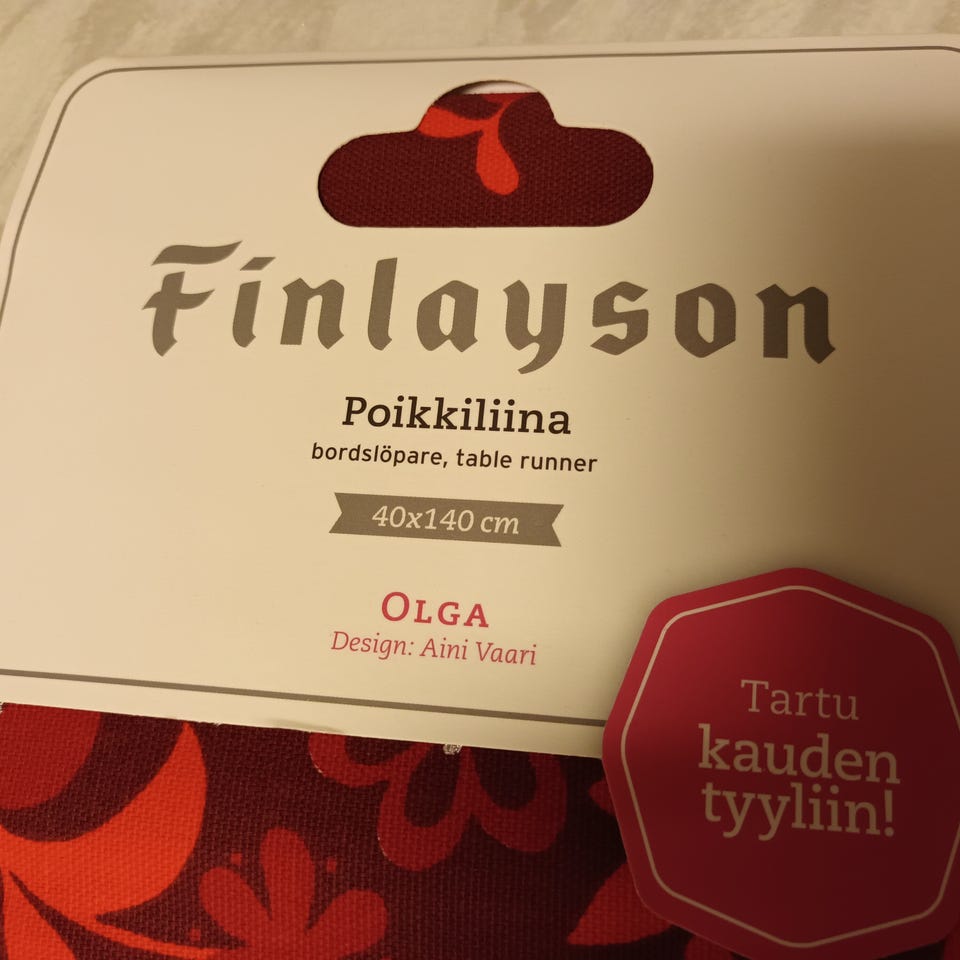 Finlayson
Poikkiliina
bordslöpare, table runner
40x140 cm
OLGA
Design: Aini Vaari
Tartu
kauden
tyyliin!